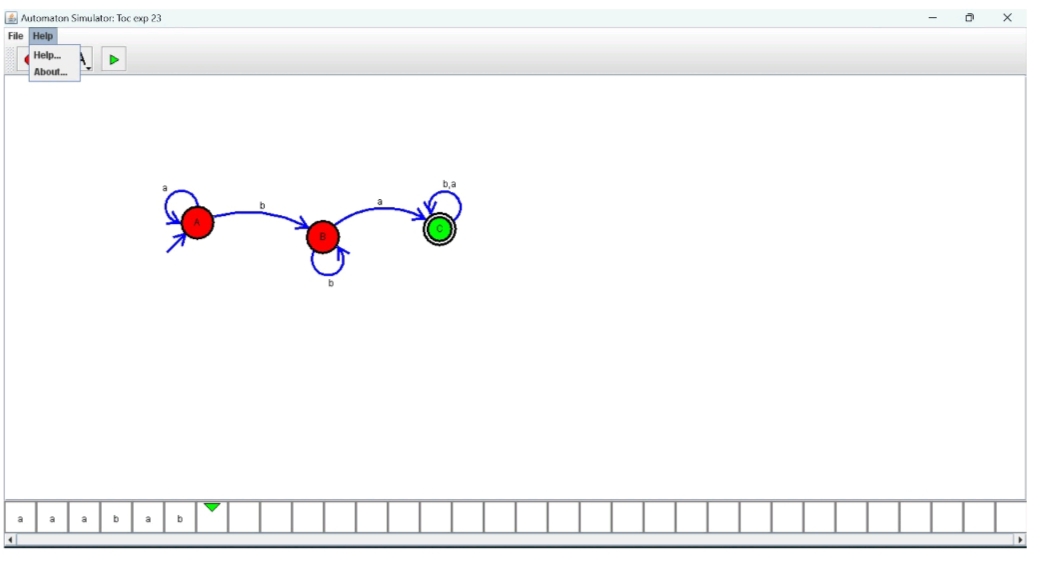 Automaton Simulator: Toc exp 23
File Help
Help...
About...
A
a
b
a
b,a
A
B
C
b
a a a b a b